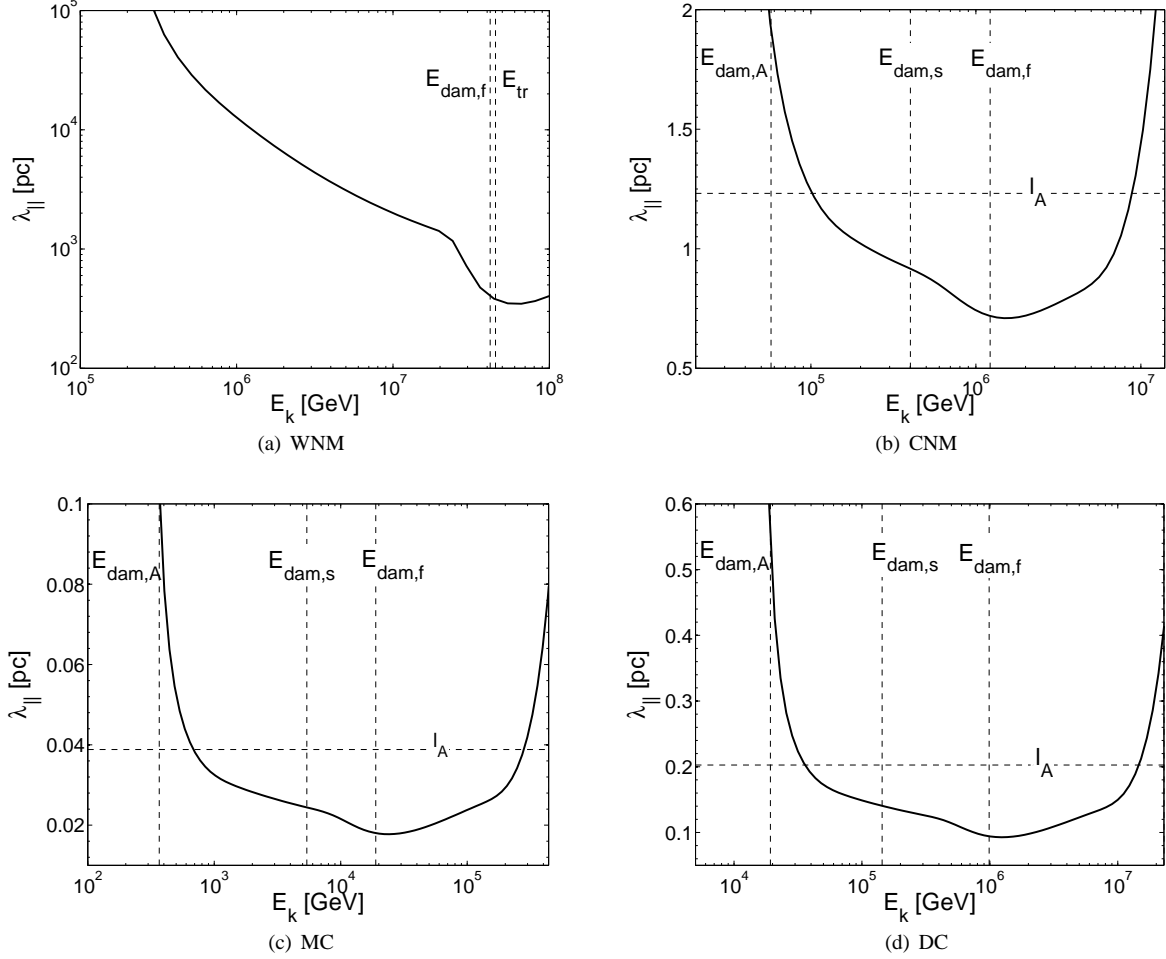 10^5
10^4
10^3
10^2
λ_|| [pc]
E_dam,f
E_tr
10^5 10^6 10^7 10^8
E_k [GeV]
(a) WNM
2
1.5
1
0.5
λ_|| [pc]
E_dam,A
E_dam,s
E_dam,f
l_A
10^5 10^6 10^7
E_k [GeV]
(b) CNM
0.1
0.08
0.06
0.04
0.02
λ_|| [pc]
E_dam,A
E_dam,s
E_dam,f
l_A
10^2 10^3 10^4 10^5
E_k [GeV]
(c) MC
0.6
0.5
0.4
0.3
0.2
0.1
λ_|| [pc]
E_dam,A
E_dam,s
E_dam,f
l_A
10^4 10^5 10^6 10^7
E_k [GeV]
(d) DC